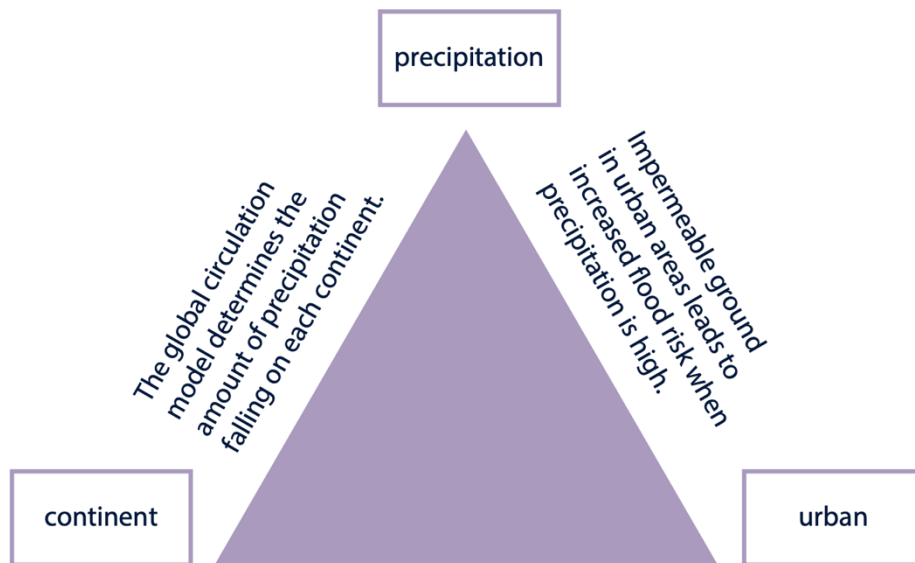 precipitation
The global circulation
model determines the
amount of precipitation
falling on each continent.
Impermeable ground
in urban areas leads to
increased flood risk when
precipitation is high.
continent
urban